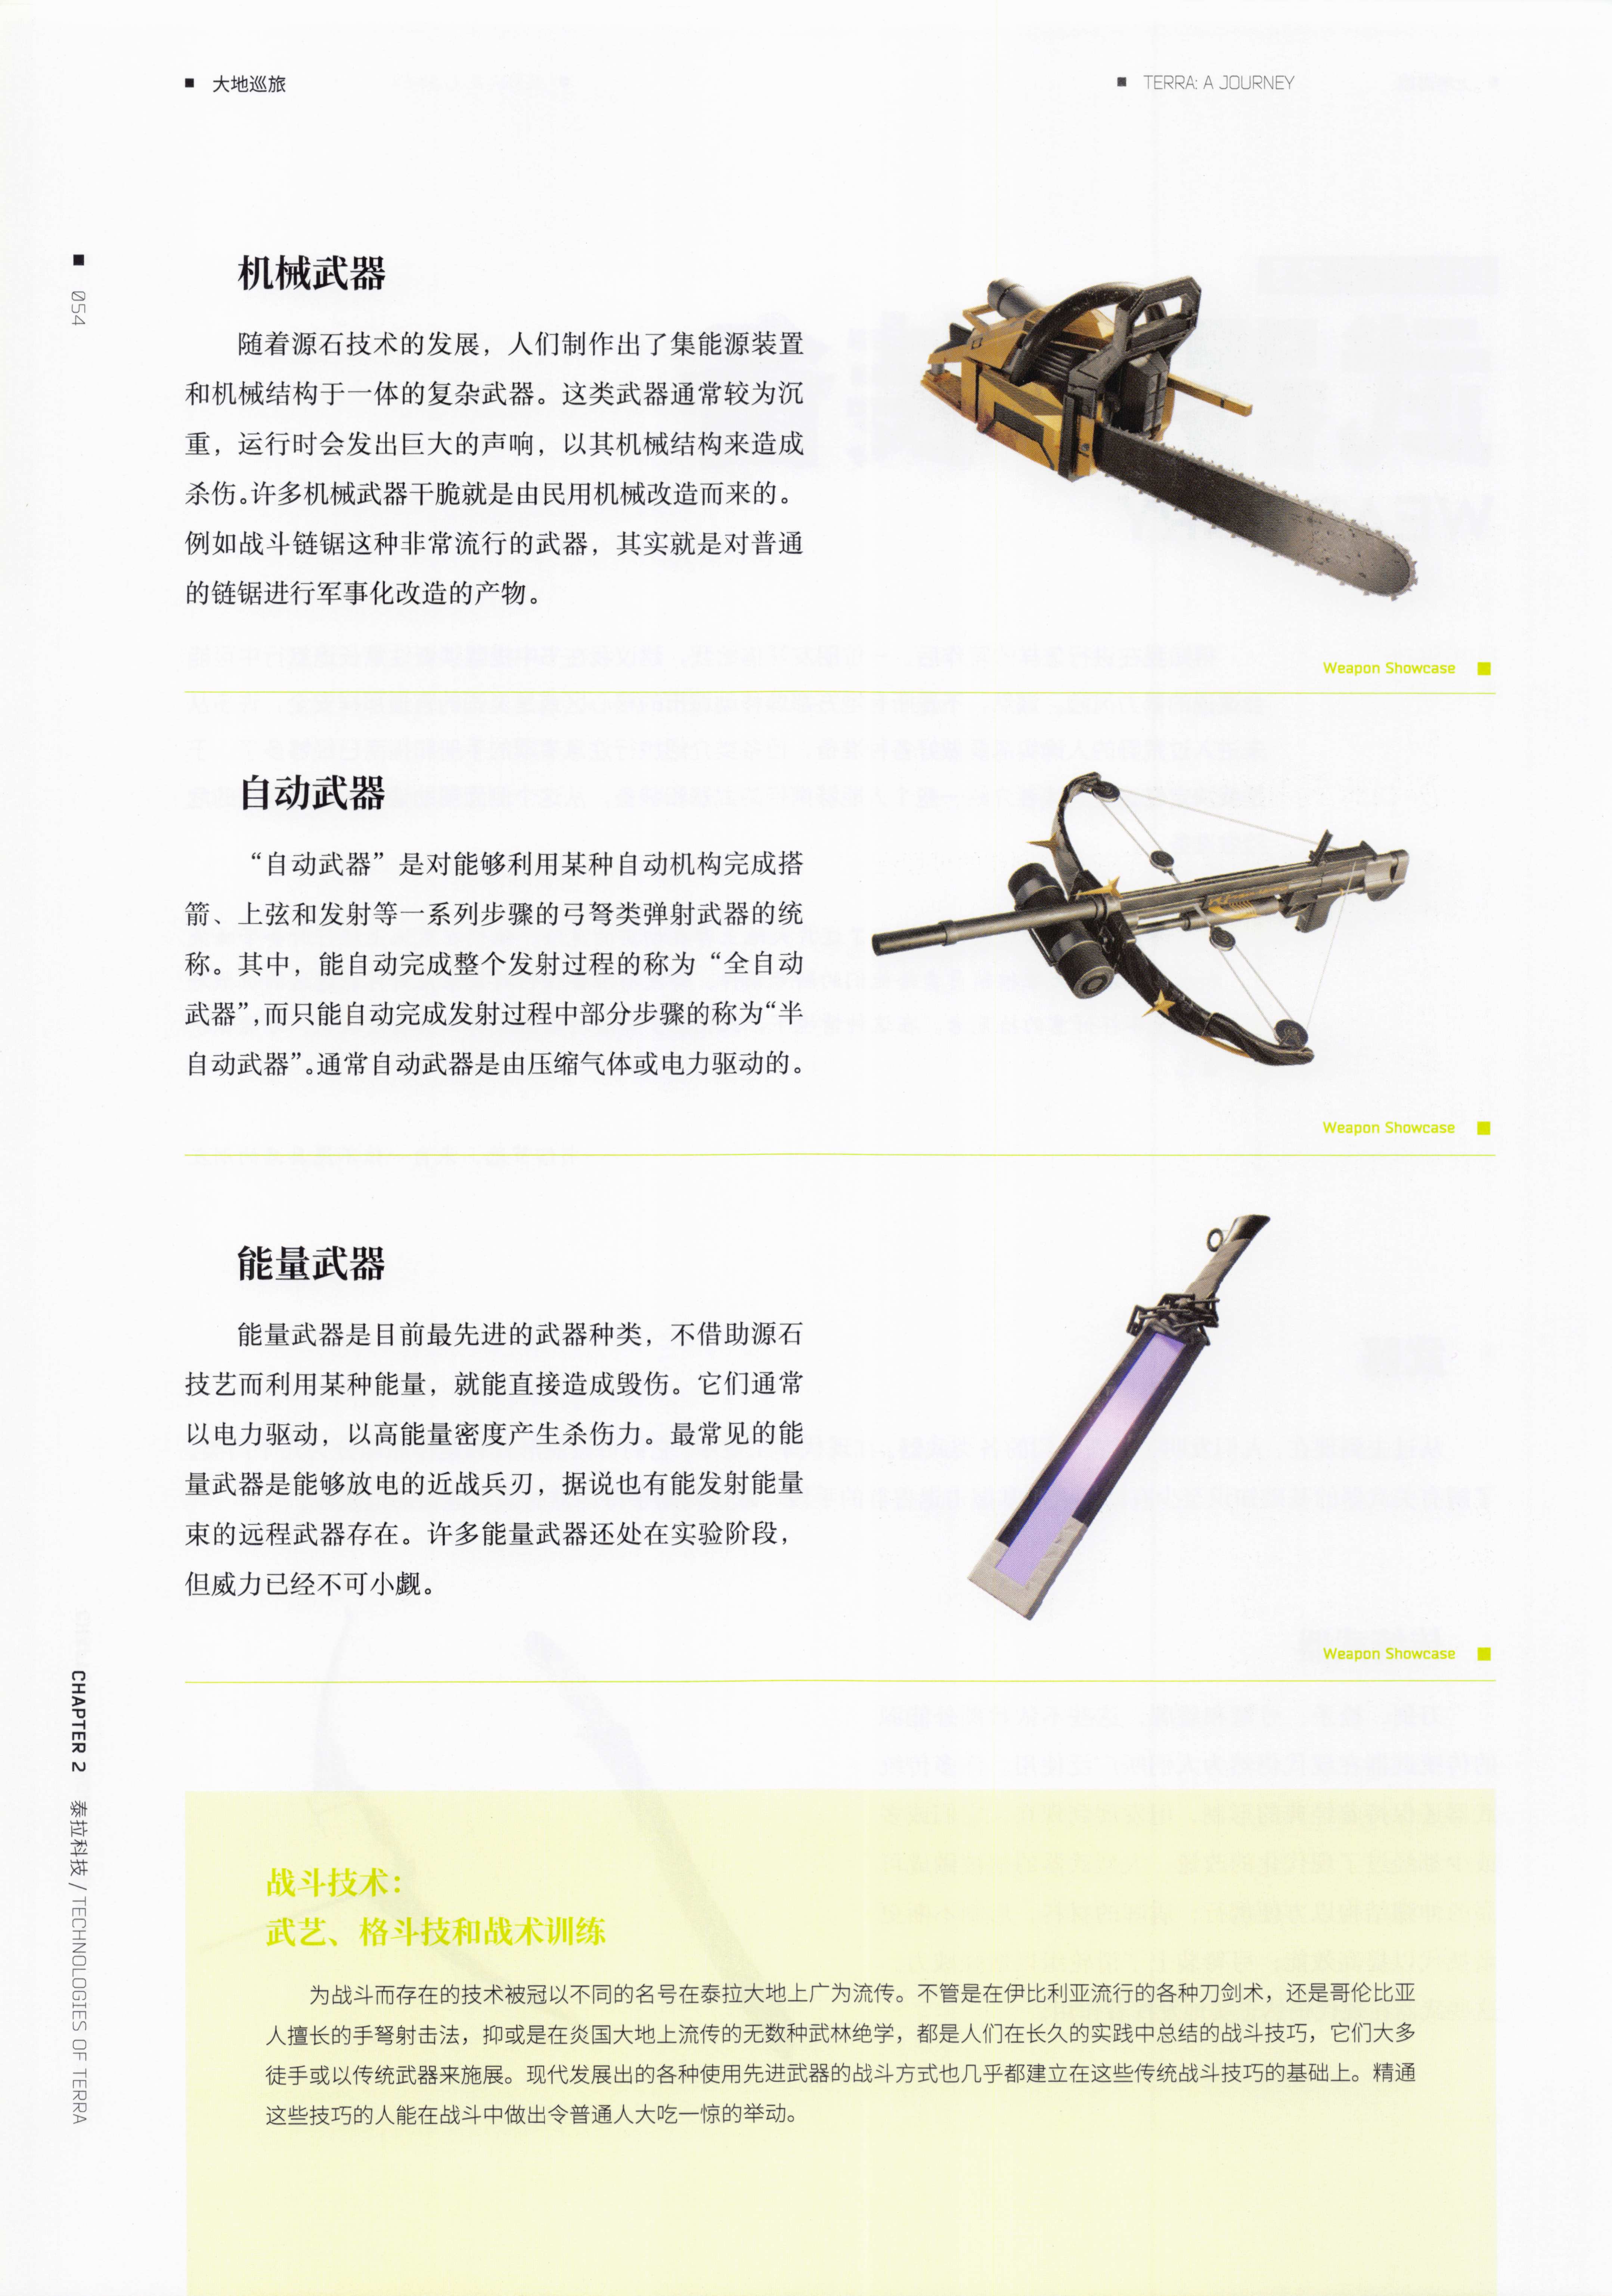 大地巡旅
TERRA: A JOURNEY
054
机械武器
随着源石技术的发展，人们制作出了集能源装置
和机械结构于一体的复杂武器。这类武器通常较为沉
重，运行时会发出巨大的声响，以其机械结构来造成
杀伤。许多机械武器干脆就是由民用机械改造而来的。
例如战斗链锯这种非常流行的武器，其实就是对普通
的链锯进行军事化改造的产物。
Weapon Showcase
自动武器
“自动武器”是对能够利用某种自动机构完成搭
箭、上弦和发射等一系列步骤的弓弩类弹射武器的统
称。其中，能自动完成整个发射过程的称为“全自动
武器”，而只能自动完成发射过程中部分步骤的称为“半
自动武器”。通常自动武器是由压缩气体或电力驱动的。
Weapon Showcase
能量武器
能量武器是目前最先进的武器种类，不借助源石
技艺而利用某种能量，就能直接造成毁伤。它们通常
以电力驱动，以高能量密度产生杀伤力。最常见的能
量武器是能够放电的近战兵刃，据说也有能发射能量
束的远程武器存在。许多能量武器还处在实验阶段，
但威力已经不可小觑。
Weapon Showcase
CHAPTER 2 泰拉科技 / TECHNOLOGIES OF TERRA
战斗技术：
武艺、格斗技和战术训练
为战斗而存在的技术被冠以不同的名号在泰拉大地上广为流传。不管是在伊比利亚流行的各种刀剑术，还是哥伦比亚
人擅长的手弩射击法，抑或是在炎国大地上流传的无数种武林绝学，都是人们在长久的实践中总结的战斗技巧，它们大多
徒手或以传统武器来施展。现代发展出的各种使用先进武器的战斗方式也几乎都建立在这些传统战斗技巧的基础上。精通
这些技巧的人能在战斗中做出令普通人大吃一惊的举动。